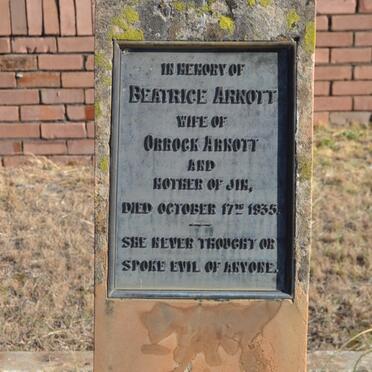 IN MEMORY OF
BEATRICE ARNOTT
WIFE OF
ORROCK ARNOTT
AND
MOTHER OF JIM,
DIED OCTOBER 17TH 1935.
SHE NEVER THOUGHT OR
SPOKE EVIL OF ANYONE.